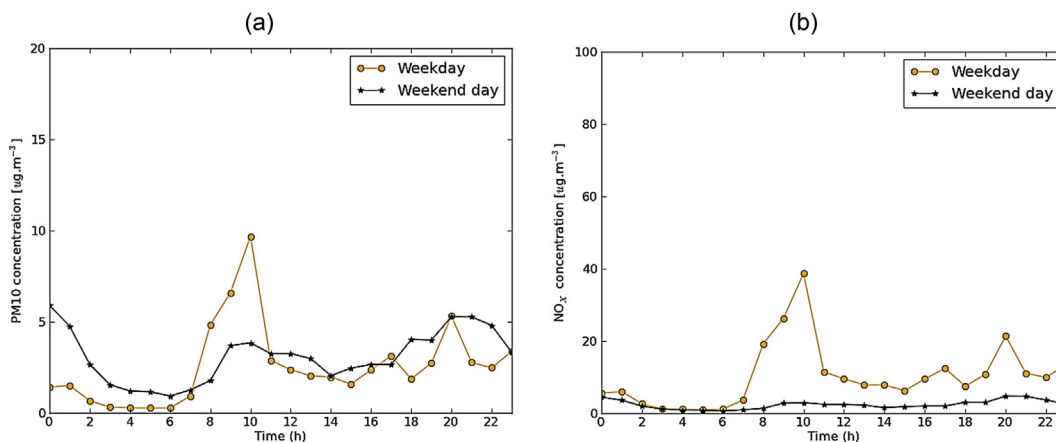 (a)
20
15
10
5
0
PM10 concentration [ug.m⁻³]
Weekday
Weekend day
0 2 4 6 8 10 12 14 16 18 20 22
Time (h)
(b)
100
80
60
40
20
0
NOX concentration [ug.m⁻³]
Weekday
Weekend day
0 2 4 6 8 10 12 14 16 18 20 22
Time (h)